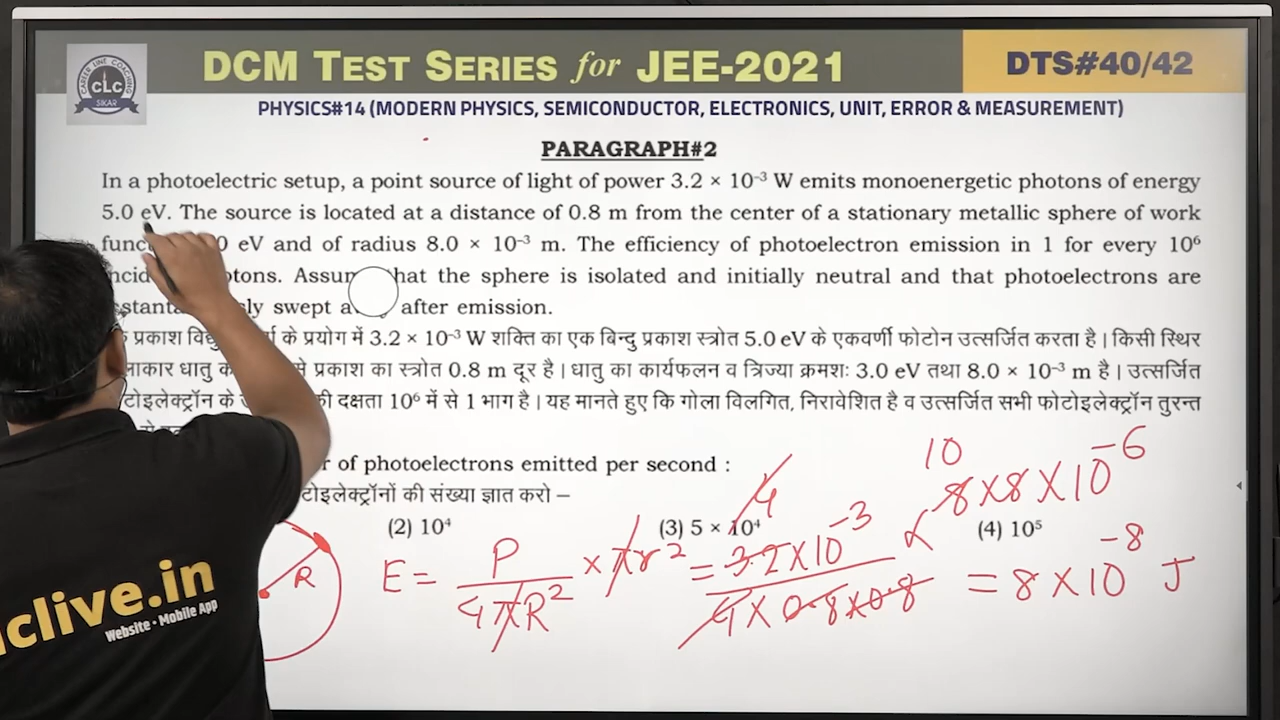 CAREER LINE COACHING
CLC
SIKAR
DCM TEST SERIES for JEE-2021
DTS#40/42
PHYSICS#14 (MODERN PHYSICS, SEMICONDUCTOR, ELECTRONICS, UNIT, ERROR & MEASUREMENT)
PARAGRAPH#2
In a photoelectric setup, a point source of light of power 3.2 × 10⁻³ W emits monoenergetic photons of energy
5.0 eV. The source is located at a distance of 0.8 m from the center of a stationary metallic sphere of work
eV and of radius 8.0 × 10⁻³ m. The efficiency of photoelectron emission in 1 for every 10⁶
that the sphere is isolated and initially neutral and that photoelectrons are
swept after emission.
प्रकाश के प्रयोग में 3.2 × 10⁻³ W शक्ति का एक बिन्दु प्रकाश स्त्रोत 5.0 eV के एकवर्णी फोटोन उत्सर्जित करता है। किसी स्थिर
धातु से प्रकाश का स्त्रोत 0.8 m दूर है। धातु का कार्यफलन व त्रिज्या क्रमशः 3.0 eV तथा 8.0 × 10⁻³ m है। उत्सर्जित
के की दक्षता 10⁶ में से 1 भाग है। यह मानते हुए कि गोला विलगित, निरावेशित है व उत्सर्जित सभी फोटोइलेक्ट्रॉन तुरन्त
of photoelectrons emitted per second :
की संख्या ज्ञात करो –
(2) 10⁴ (3) 5 × 10⁴ (4) 10⁵
E = P / 4πR² × πr² = 3.2 × 10⁻³ / 4 × 0.8 × 0.8 × 8 × 8 × 10⁻⁶ = 8 × 10⁻⁸ J
4
10
R
clive.in
Website • Mobile App